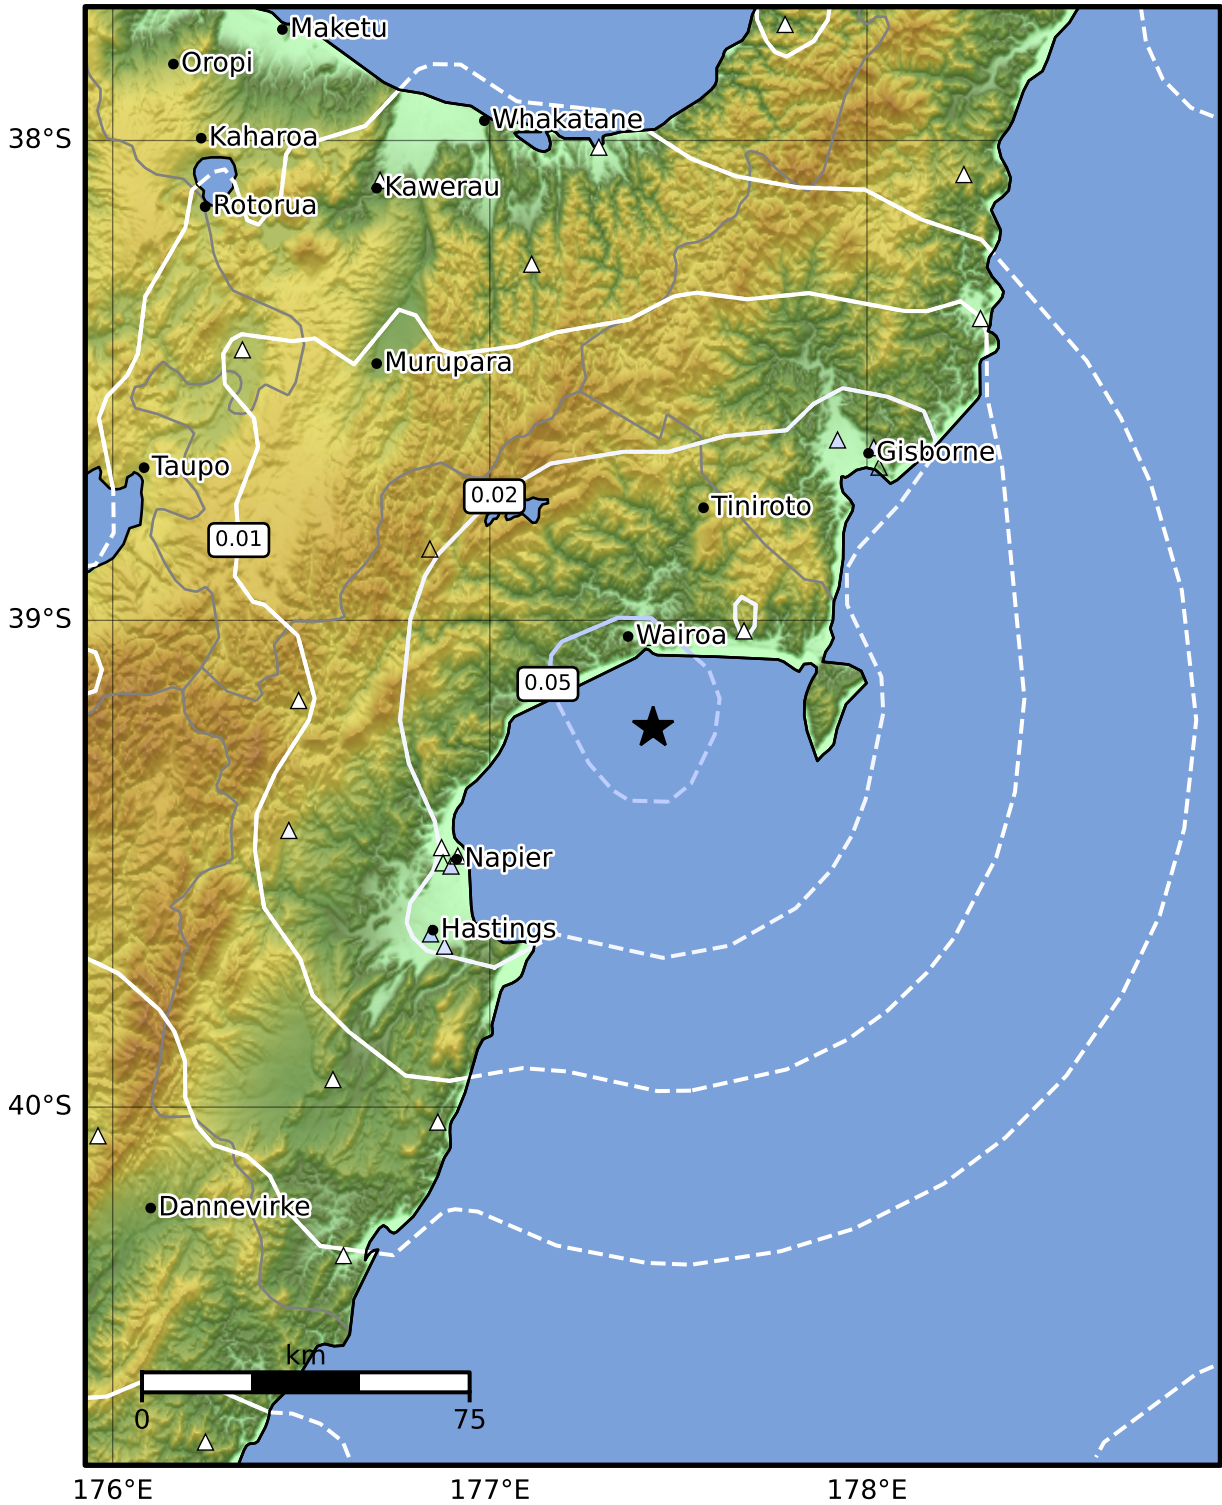 Maketu
Oropi
Whakatane
38°S
Kaharoa
Kawerau
Rotorua
Murupara
Gisborne
Taupo
0.02
Tiniroto
0.01
39°S
Wairoa
0.05
Napier
Hastings
40°S
Dannevirke
km
0
75
176°E
177°E
178°E